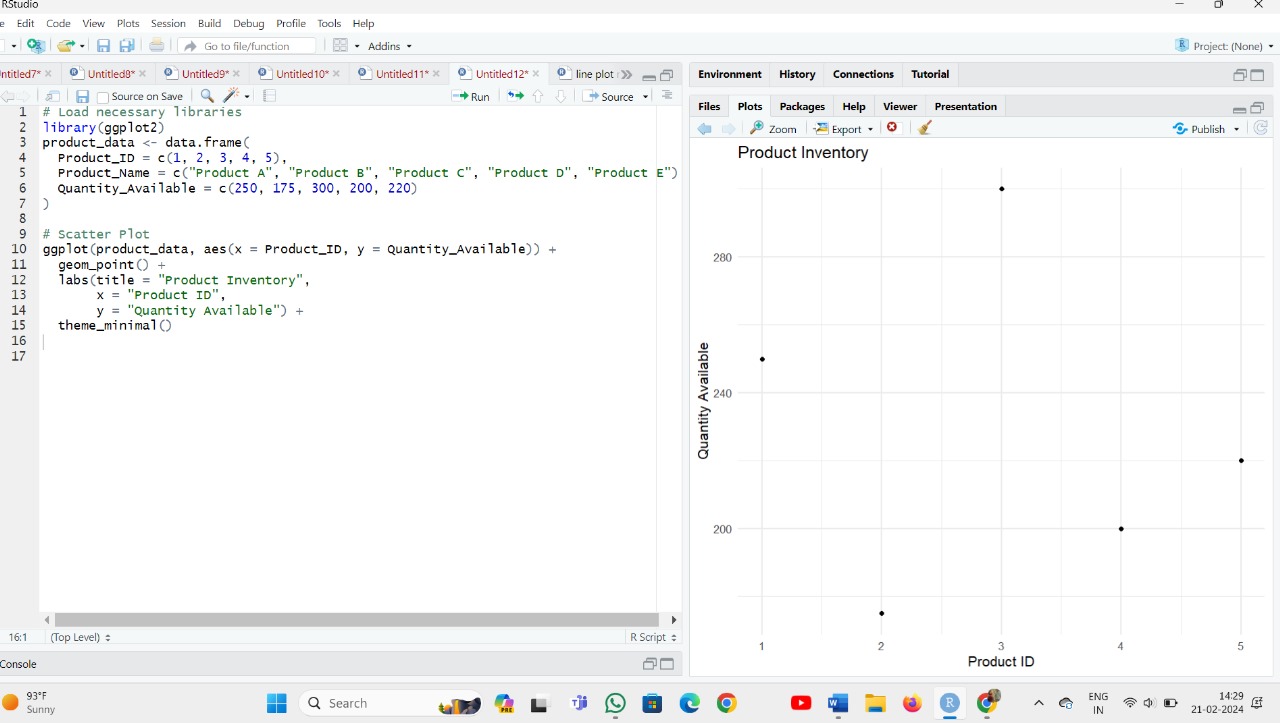 RStudio
Edit Code View Plots Session Build Debug Profile Tools Help
Go to file/function Addins Project: (None)
ntitled7* Untitled8* Untitled9* Untitled10* Untitled11* Untitled12* line plot
Source on Save Run Source
1 # Load necessary libraries
2 library(ggplot2)
3 product_data <- data.frame(
4 Product_ID = c(1, 2, 3, 4, 5),
5 Product_Name = c("Product A", "Product B", "Product C", "Product D", "Product E")
6 Quantity_Available = c(250, 175, 300, 200, 220)
7 )
8
9 # Scatter Plot
10 ggplot(product_data, aes(x = Product_ID, y = Quantity_Available)) +
11 geom_point() +
12 labs(title = "Product Inventory",
13 x = "Product ID",
14 y = "Quantity Available") +
15 theme_minimal()
16
17
16:1 (Top Level) R Script
Console
Environment History Connections Tutorial
Files Plots Packages Help Viewer Presentation
Zoom Export Publish
Product Inventory
280
240
200
Quantity Available
1 2 3 4 5
Product ID
93°F
Sunny
Search
ENG
IN
14:29
21-02-2024